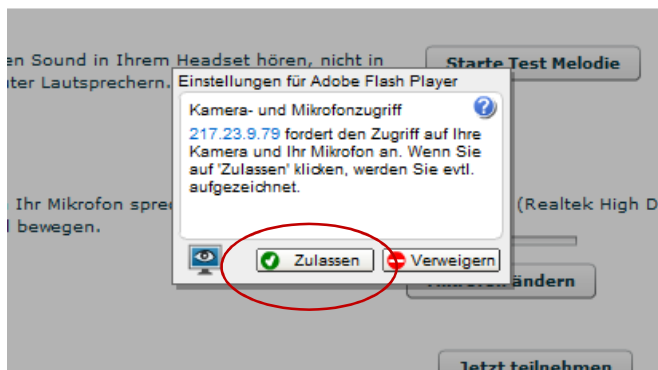 en Sound in Ihrem Headset hören, nicht in
nter Lautsprechern.
Starte Test Melodie
Einstellungen für Adobe Flash Player
Kamera- und Mikrofonzugriff
217.23.9.79 fordert den Zugriff auf Ihre
Kamera und Ihr Mikrofon an. Wenn Sie
auf 'Zulassen' klicken, werden Sie evtl.
aufgezeichnet.
Zulassen
Verweigern
Ihr Mikrofon spre
(Realtek High D
bewegen.
ändern
Jetzt teilnehmen